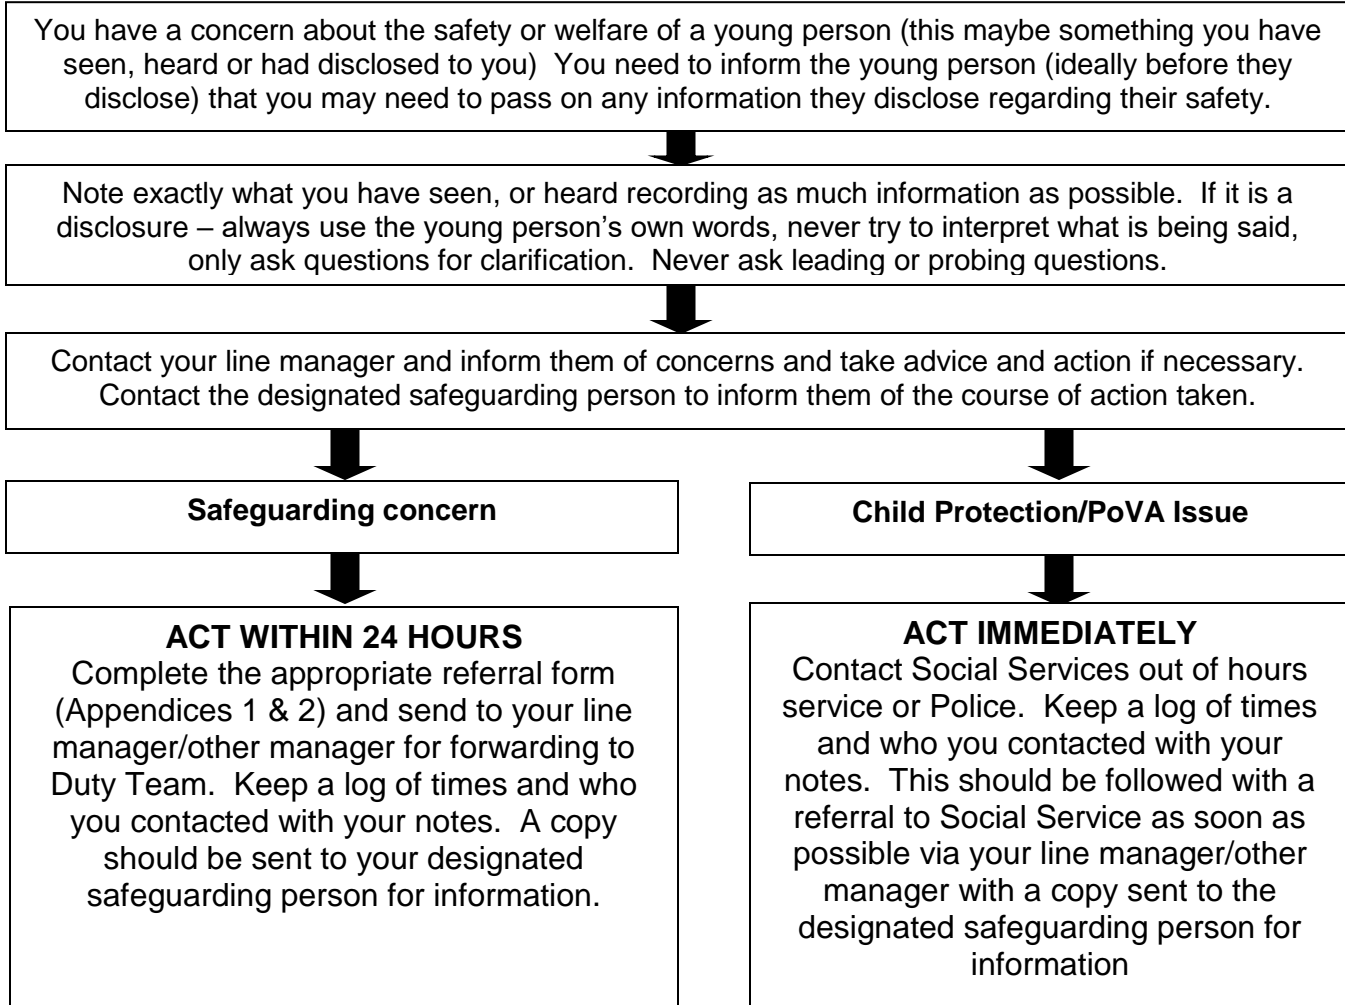 You have a concern about the safety or welfare of a young person (this maybe something you have
seen, heard or had disclosed to you)  You need to inform the young person (ideally before they
disclose) that you may need to pass on any information they disclose regarding their safety.
Note exactly what you have seen, or heard recording as much information as possible.  If it is a
disclosure – always use the young person's own words, never try to interpret what is being said,
only ask questions for clarification.  Never ask leading or probing questions.
Contact your line manager and inform them of concerns and take advice and action if necessary.
Contact the designated safeguarding person to inform them of the course of action taken.
Safeguarding concern
ACT WITHIN 24 HOURS
Complete the appropriate referral form
(Appendices 1 & 2) and send to your line
manager/other manager for forwarding to
Duty Team.  Keep a log of times and who
you contacted with your notes.  A copy
should be sent to your designated
safeguarding person for information.
Child Protection/PoVA Issue
ACT IMMEDIATELY
Contact Social Services out of hours
service or Police.  Keep a log of times
and who you contacted with your
notes.  This should be followed with a
referral to Social Service as soon as
possible via your line manager/other
manager with a copy sent to the
designated safeguarding person for
information